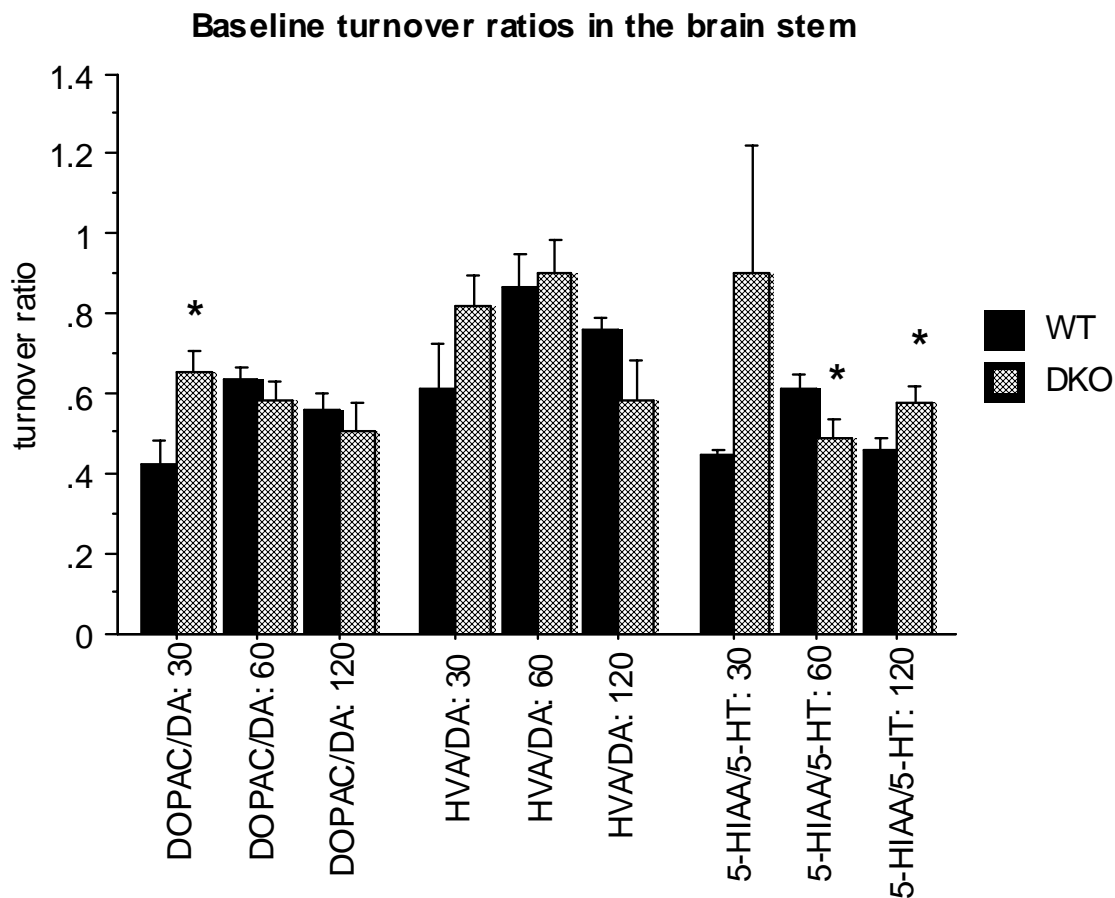 Baseline turnover ratios in the brain stem
turnover ratio
1.4
1.2
1
.8
.6
.4
.2
0
*
*
*
DOPAC/DA: 30
DOPAC/DA: 60
DOPAC/DA: 120
HVA/DA: 30
HVA/DA: 60
HVA/DA: 120
5-HIAA/5-HT: 30
5-HIAA/5-HT: 60
5-HIAA/5-HT: 120
WT
DKO